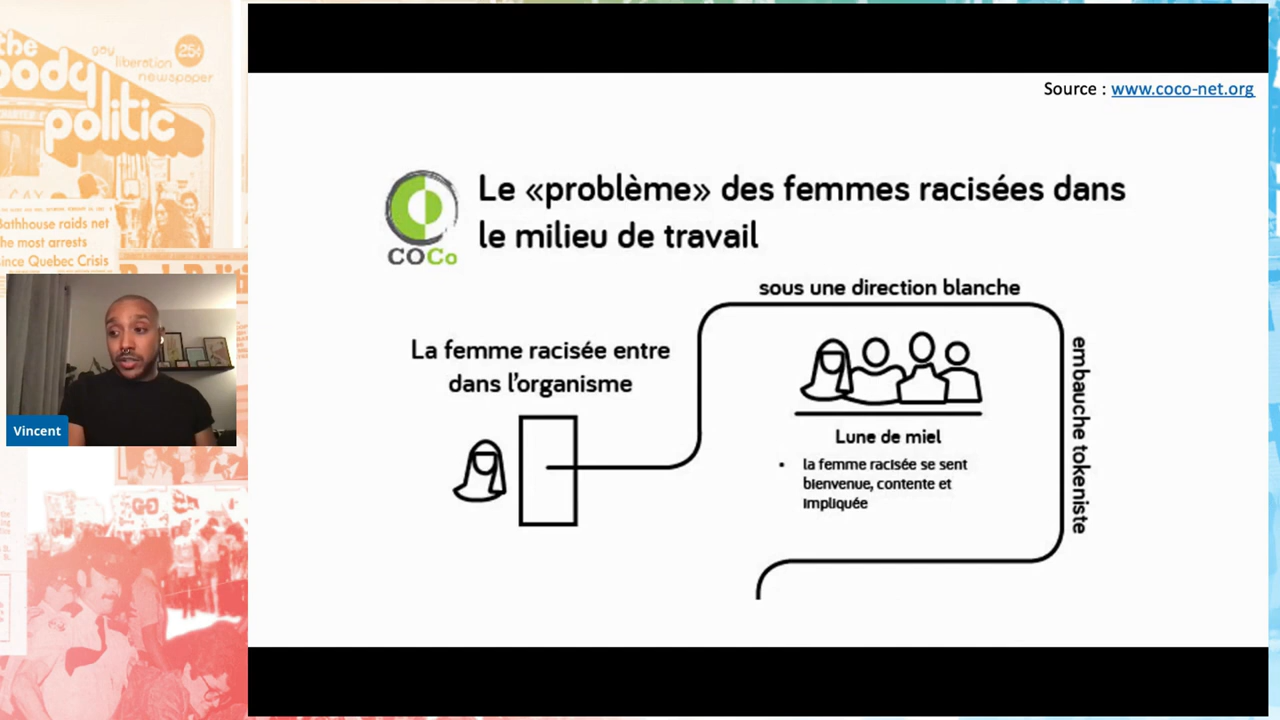 the
body
politic
gay
liberation
newspaper
25¢
Bathhouse raids net
the most arrests
since Quebec Crisis
Vincent
Source : www.coco-net.org
COCo
Le «problème» des femmes racisées dans
le milieu de travail
sous une direction blanche
La femme racisée entre
dans l’organisme
embauche tokeniste
Lune de miel
• la femme racisée se sent
bienvenue, contente et
impliquée